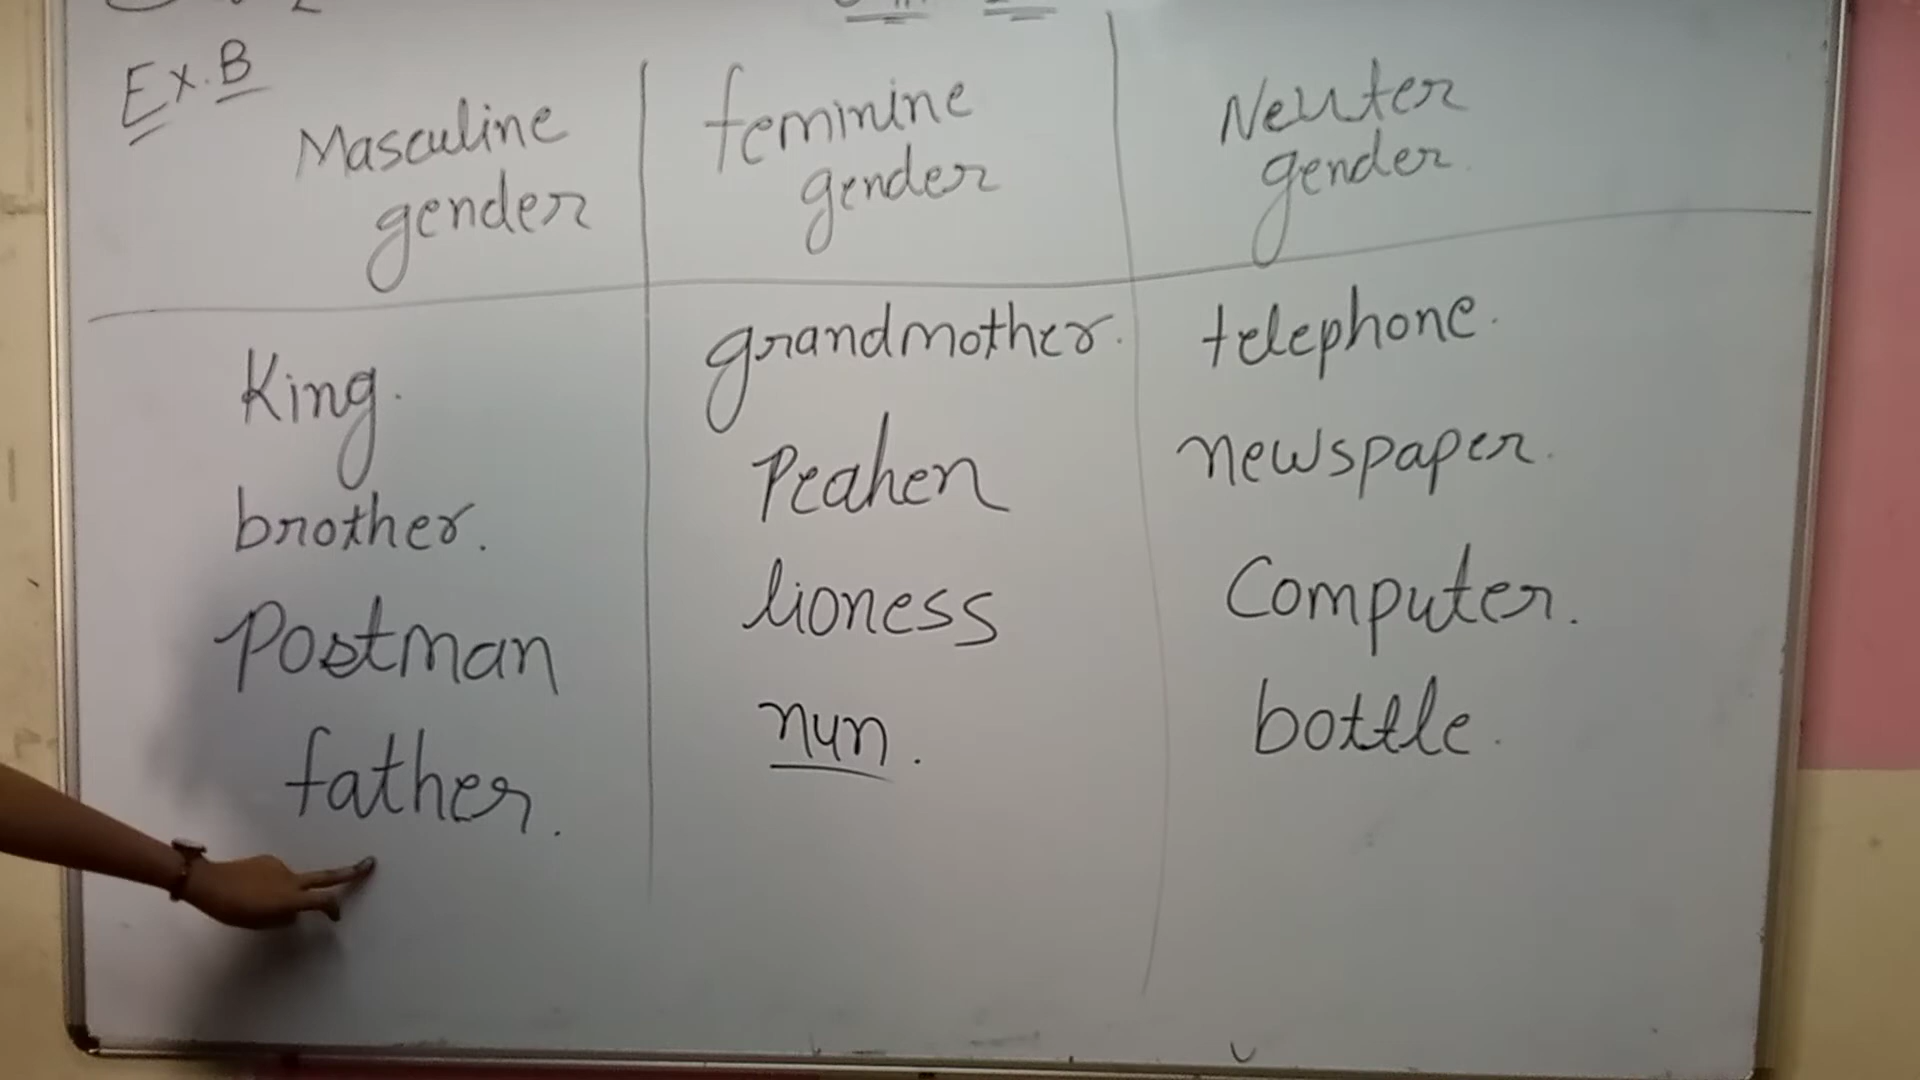 Ex. B
Masculine gender
feminine gender
Neuter gender.
King.
brother.
Postman
father.
grandmother.
Peahen
lioness
nun.
telephone.
newspaper.
Computer.
bottle.